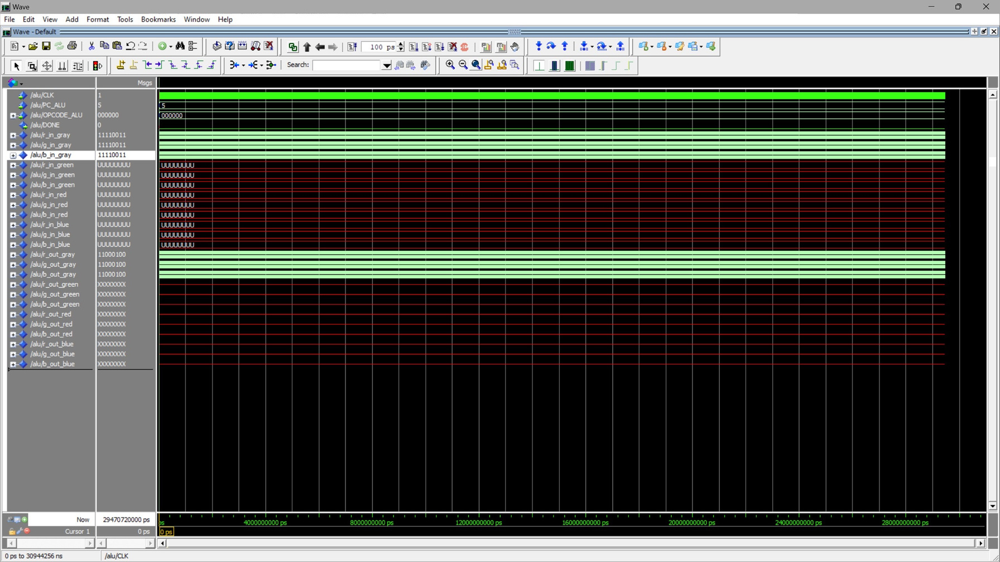 Wave
File Edit View Add Format Tools Bookmarks Window Help
Wave - Default
100 ps
Search:
Msgs
/alu/CLK 1
/alu/PC_ALU 5 5
/alu/OPCODE_ALU 000000 000000
/alu/DONE 0
/alu/r_in_gray 11110011
/alu/g_in_gray 11110011
/alu/b_in_gray 11110011
/alu/r_in_green UUUUUUUU UUUUUUUU
/alu/g_in_green UUUUUUUU UUUUUUUU
/alu/b_in_green UUUUUUUU UUUUUUUU
/alu/r_in_red UUUUUUUU UUUUUUUU
/alu/g_in_red UUUUUUUU UUUUUUUU
/alu/b_in_red UUUUUUUU UUUUUUUU
/alu/r_in_blue UUUUUUUU UUUUUUUU
/alu/g_in_blue UUUUUUUU UUUUUUUU
/alu/b_in_blue UUUUUUUU UUUUUUUU
/alu/r_out_gray 11000100
/alu/g_out_gray 11000100
/alu/b_out_gray 11000100
/alu/r_out_green XXXXXXXX
/alu/g_out_green XXXXXXXX
/alu/b_out_green XXXXXXXX
/alu/r_out_red XXXXXXXX
/alu/g_out_red XXXXXXXX
/alu/b_out_red XXXXXXXX
/alu/r_out_blue XXXXXXXX
/alu/g_out_blue XXXXXXXX
/alu/b_out_blue XXXXXXXX
Now 29470720000 ps ps 4000000000 ps 8000000000 ps 12000000000 ps 16000000000 ps 20000000000 ps 24000000000 ps 28000000000 ps
Cursor 1 0 ps 0 ps
0 ps to 30944256 ns /alu/CLK